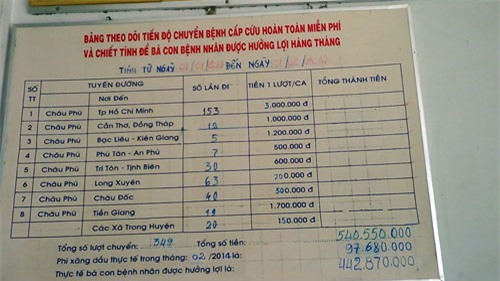 BẢNG THEO DÕI TIẾN ĐỘ CHUYỂN BỆNH CẤP CỨU HOÀN TOÀN MIỄN PHÍ
VÀ CHIẾT TÍNH ĐỂ BÀ CON BỆNH NHÂN ĐƯỢC HƯỞNG LỢI HÀNG THÁNG
TÍNH TỪ NGÀY ĐẾN NGÀY
SỐ TT TUYẾN ĐƯỜNG SỐ LẦN ĐI TIỀN 1 LƯỢT/CA TỔNG THÀNH TIỀN
Nơi Đến
1 Châu Phú Tp Hồ Chí Minh 153 3.000.000 đ
2 Châu Phú Cần Thơ, Đồng Tháp 1.000.000 đ
3 Châu Phú Bạc Liêu - Kiên Giang 5 1.200.000 đ
4 Châu Phú Phú Tân - An Phú 7 500.000 đ
5 Châu Phú Tri Tôn - Tịnh Biên 30 600.000 đ
6 Châu Phú Long Xuyên 63 700.000 đ
7 Châu Phú Châu Đốc 40 500.000 đ
8 Châu Phú Tiền Giang 1.700.000 đ
Các Xã Trong Huyện 20 150.000 đ
Tổng số lượt chuyến: 349 Tổng số tiền: 540.550.000
Phí xăng dầu thực tế trong tháng: 02/2014 là: 97.680.000
Thực tế bà con bệnh nhân được hưởng lợi là: 442.870.000